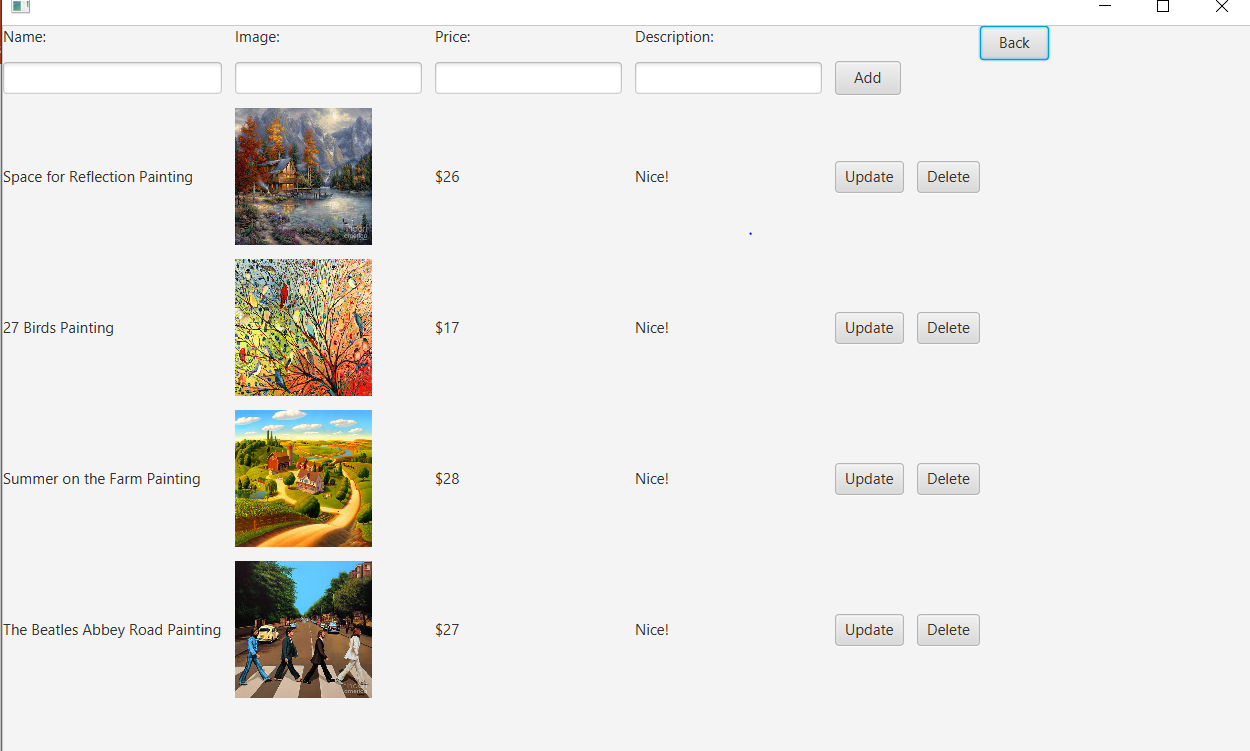 Name: Image: Price: Description: Back
Add
Space for Reflection Painting $26 Nice! Update Delete
27 Birds Painting $17 Nice! Update Delete
Summer on the Farm Painting $28 Nice! Update Delete
The Beatles Abbey Road Painting $27 Nice! Update Delete